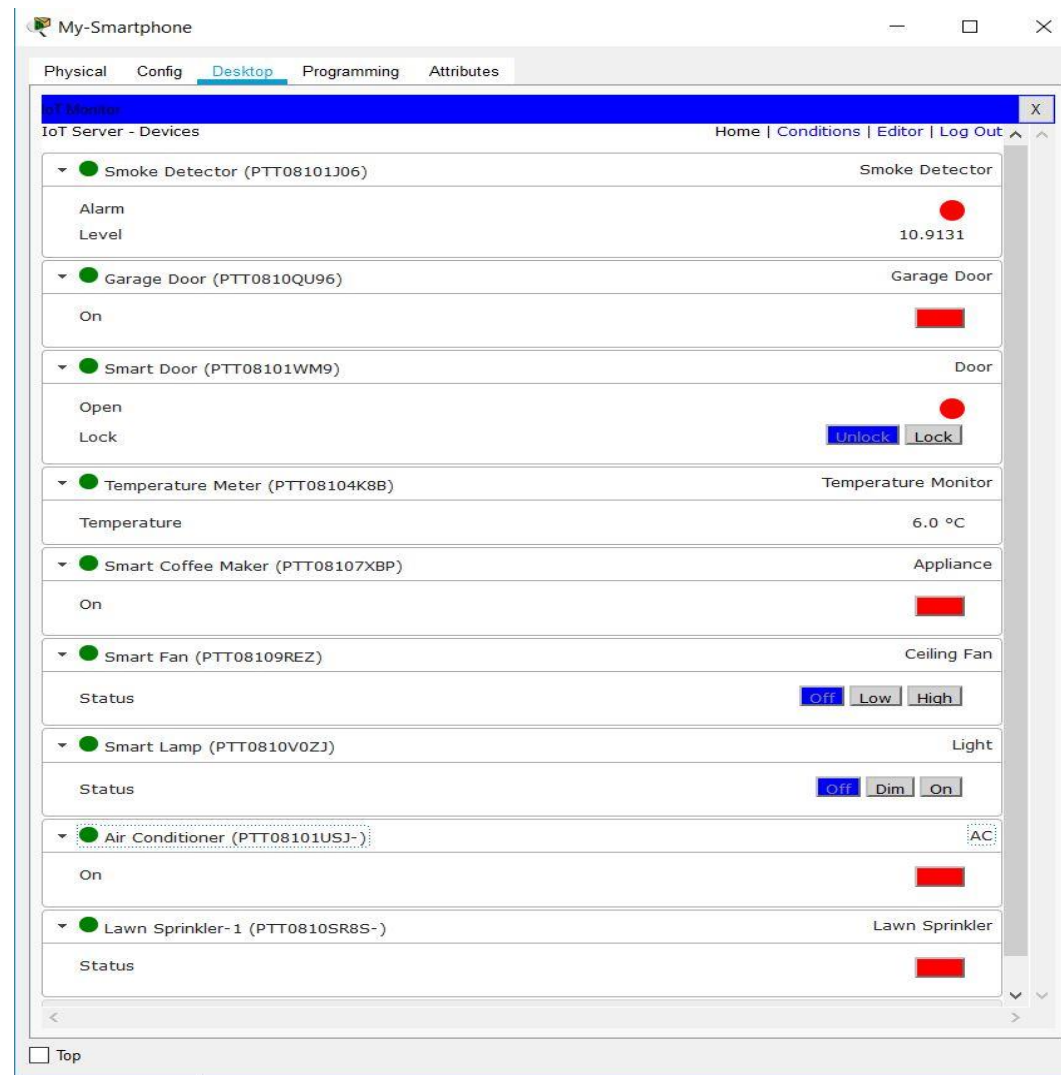 My-Smartphone
Physical Config Desktop Programming Attributes
IoT Monitor X
IoT Server - Devices Home | Conditions | Editor | Log Out
Smoke Detector (PTT08101J06) Smoke Detector
Alarm
Level 10.9131
Garage Door (PTT0810QU96) Garage Door
On
Smart Door (PTT08101WM9) Door
Open
Lock Unlock Lock
Temperature Meter (PTT08104K8B) Temperature Monitor
Temperature 6.0 °C
Smart Coffee Maker (PTT08107XBP) Appliance
On
Smart Fan (PTT08109REZ) Ceiling Fan
Status Off Low High
Smart Lamp (PTT0810V0ZJ) Light
Status Off Dim On
Air Conditioner (PTT08101USJ-) AC
On
Lawn Sprinkler-1 (PTT0810SR8S-) Lawn Sprinkler
Status
Top